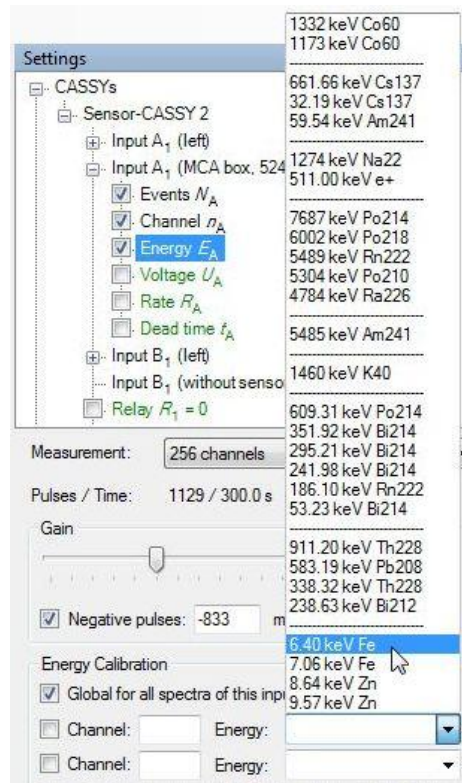 Settings
CASSYs
Sensor-CASSY 2
Input A1 (left)
Input A1 (MCA box, 524
Events NA
Channel nA
Energy EA
Voltage UA
Rate RA
Dead time tA
Input B1 (left)
Input B1 (without senso
Relay R1 = 0
Measurement: 256 channels
Pulses / Time: 1129 / 300.0 s
Gain
Negative pulses: -833 m
Energy Calibration
Global for all spectra of this inpu
Channel: Energy:
Channel: Energy:
1332 keV Co60
1173 keV Co60
661.66 keV Cs137
32.19 keV Cs137
59.54 keV Am241
1274 keV Na22
511.00 keV e+
7687 keV Po214
6002 keV Po218
5489 keV Rn222
5304 keV Po210
4784 keV Ra226
5485 keV Am241
1460 keV K40
609.31 keV Po214
351.92 keV Bi214
295.21 keV Bi214
241.98 keV Bi214
186.10 keV Rn222
53.23 keV Bi214
911.20 keV Th228
583.19 keV Pb208
338.32 keV Th228
238.63 keV Bi212
6.40 keV Fe
7.06 keV Fe
8.64 keV Zn
9.57 keV Zn